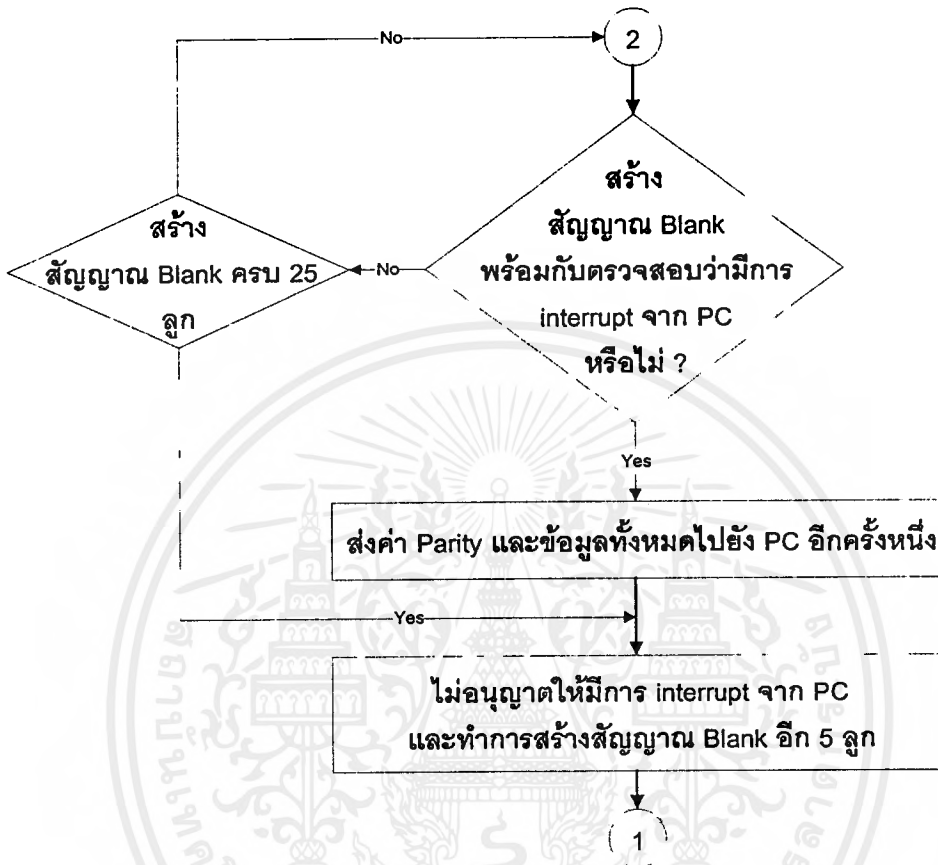 No
2
สร้าง
สัญญาณ Blank
พร้อมกับตรวจสอบว่ามีการ
interrupt จาก PC
หรือไม่ ?
No
สร้าง
สัญญาณ Blank ครบ 25
ลูก
Yes
ส่งค่า Parity และข้อมูลทั้งหมดไปยัง PC อีกครั้งหนึ่ง
Yes
ไม่อนุญาตให้มีการ interrupt จาก PC
และทำการสร้างสัญญาณ Blank อีก 5 ลูก
1